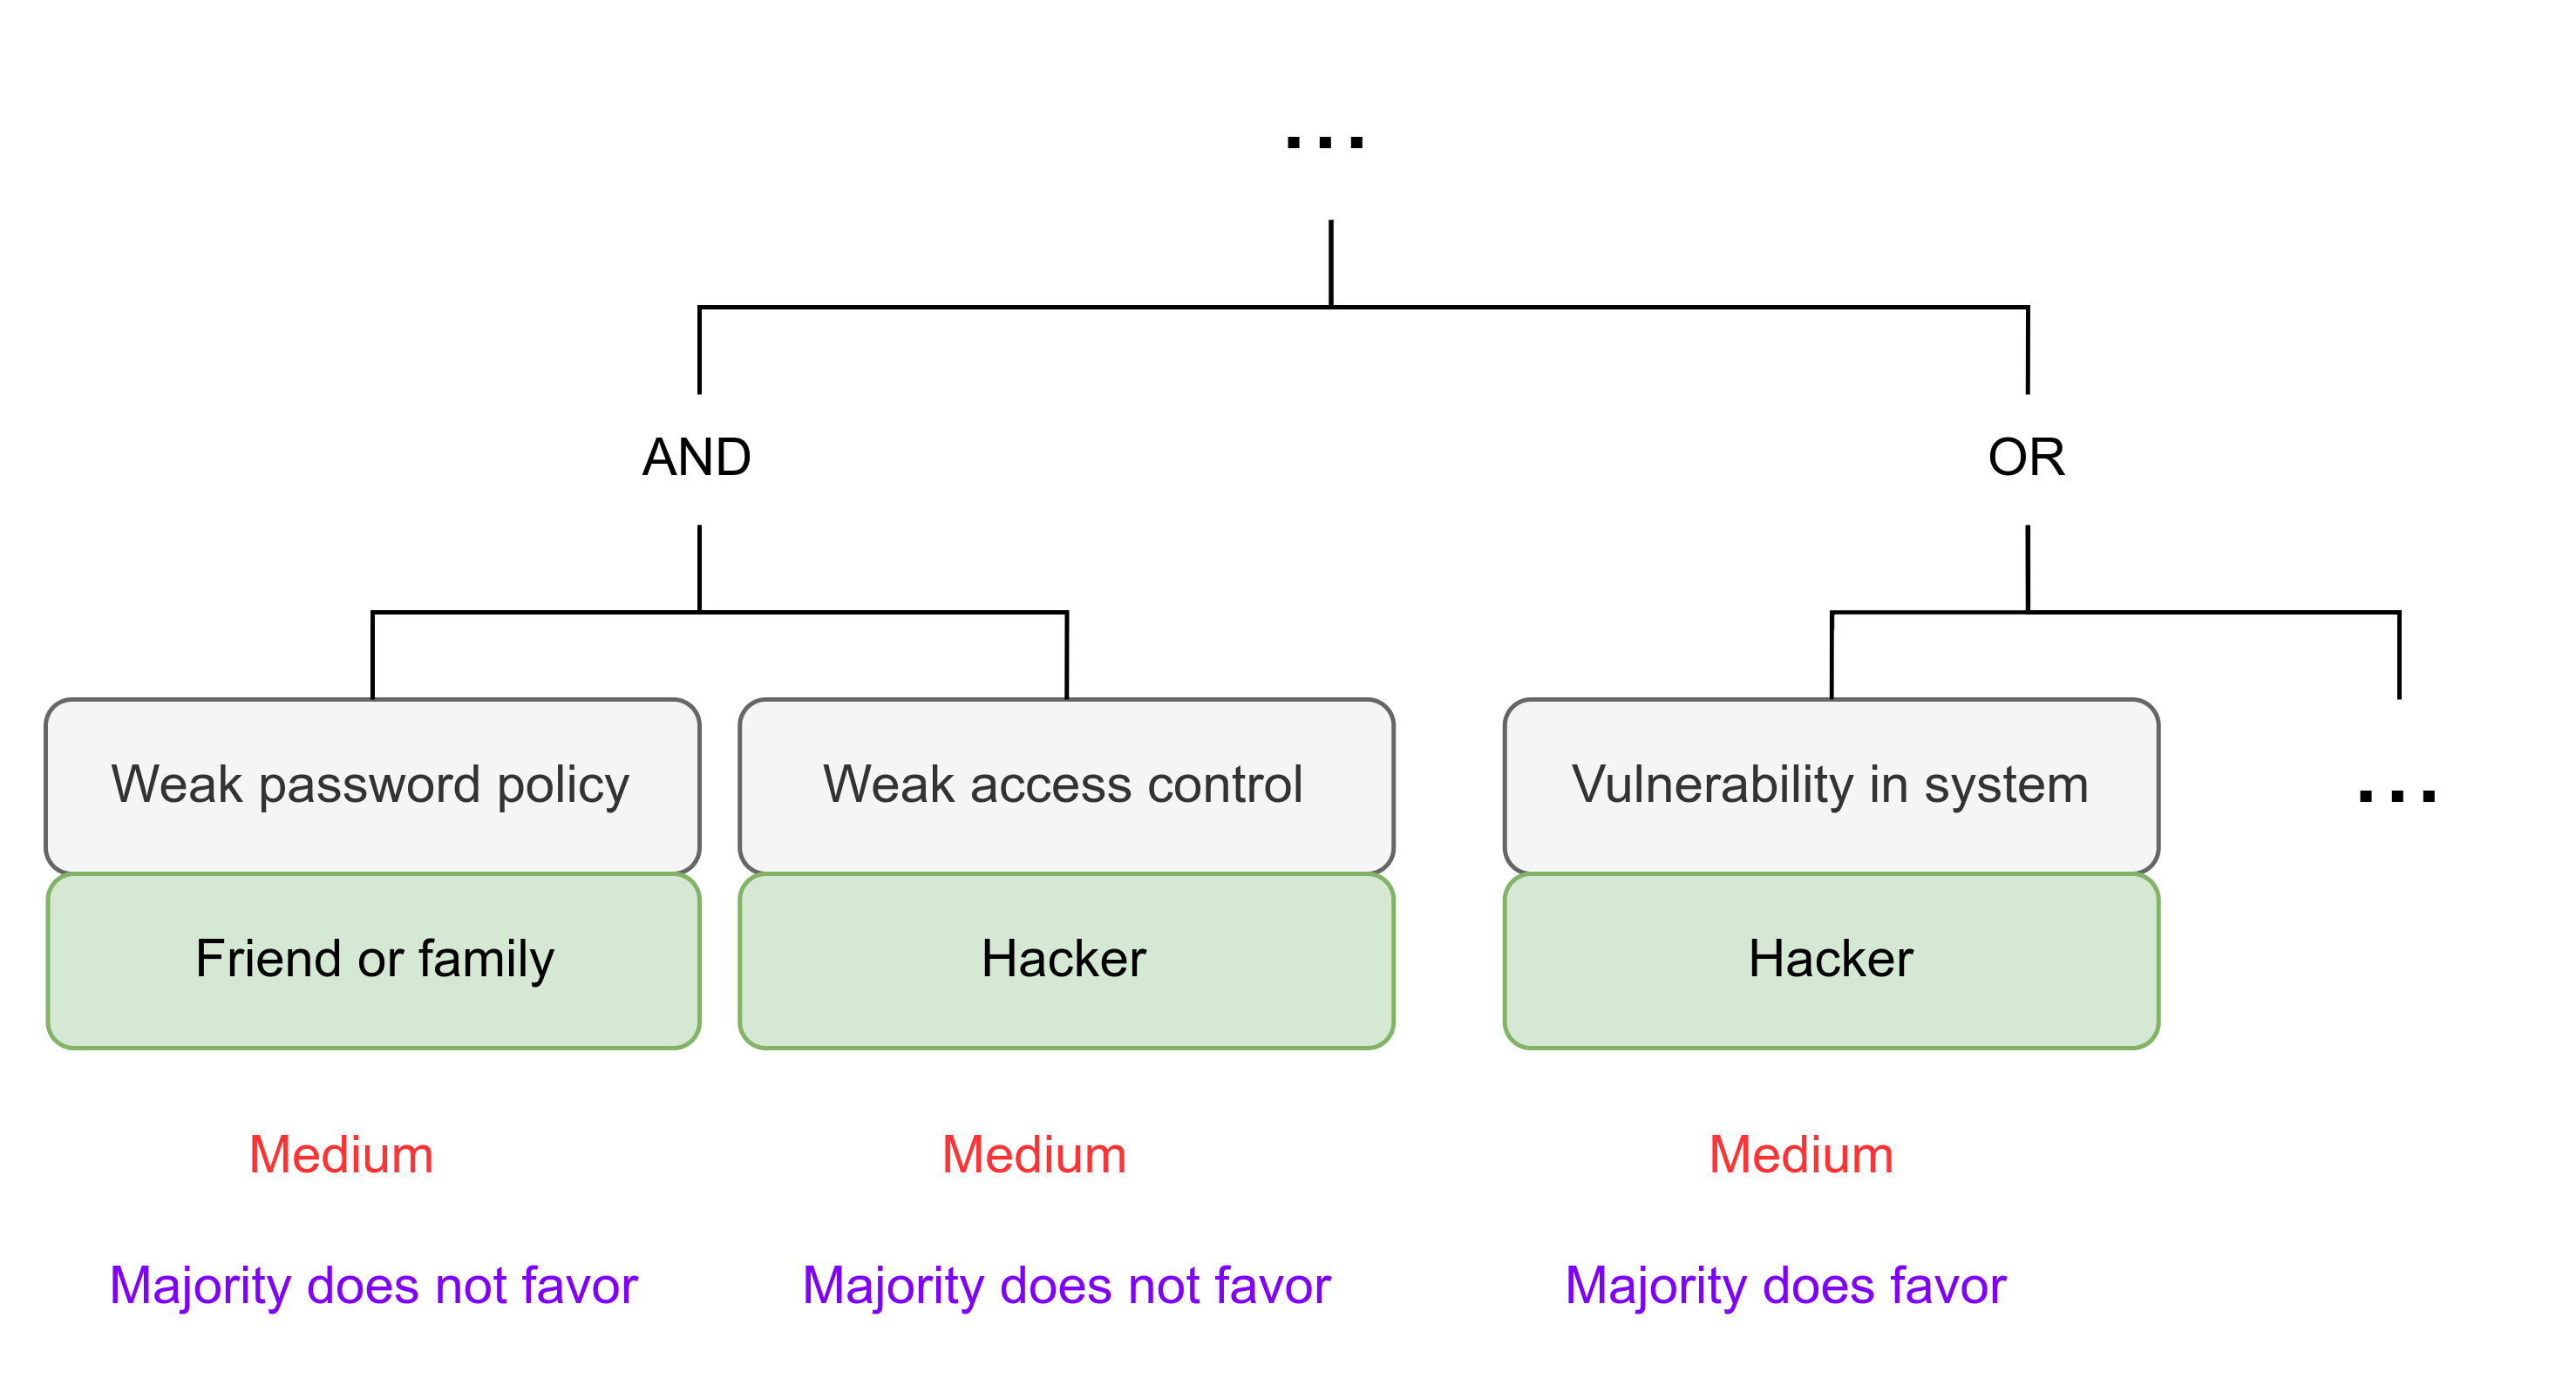 ...
AND
OR
Weak password policy
Weak access control
Vulnerability in system
...
Friend or family
Hacker
Hacker
Medium
Medium
Medium
Majority does not favor
Majority does not favor
Majority does favor